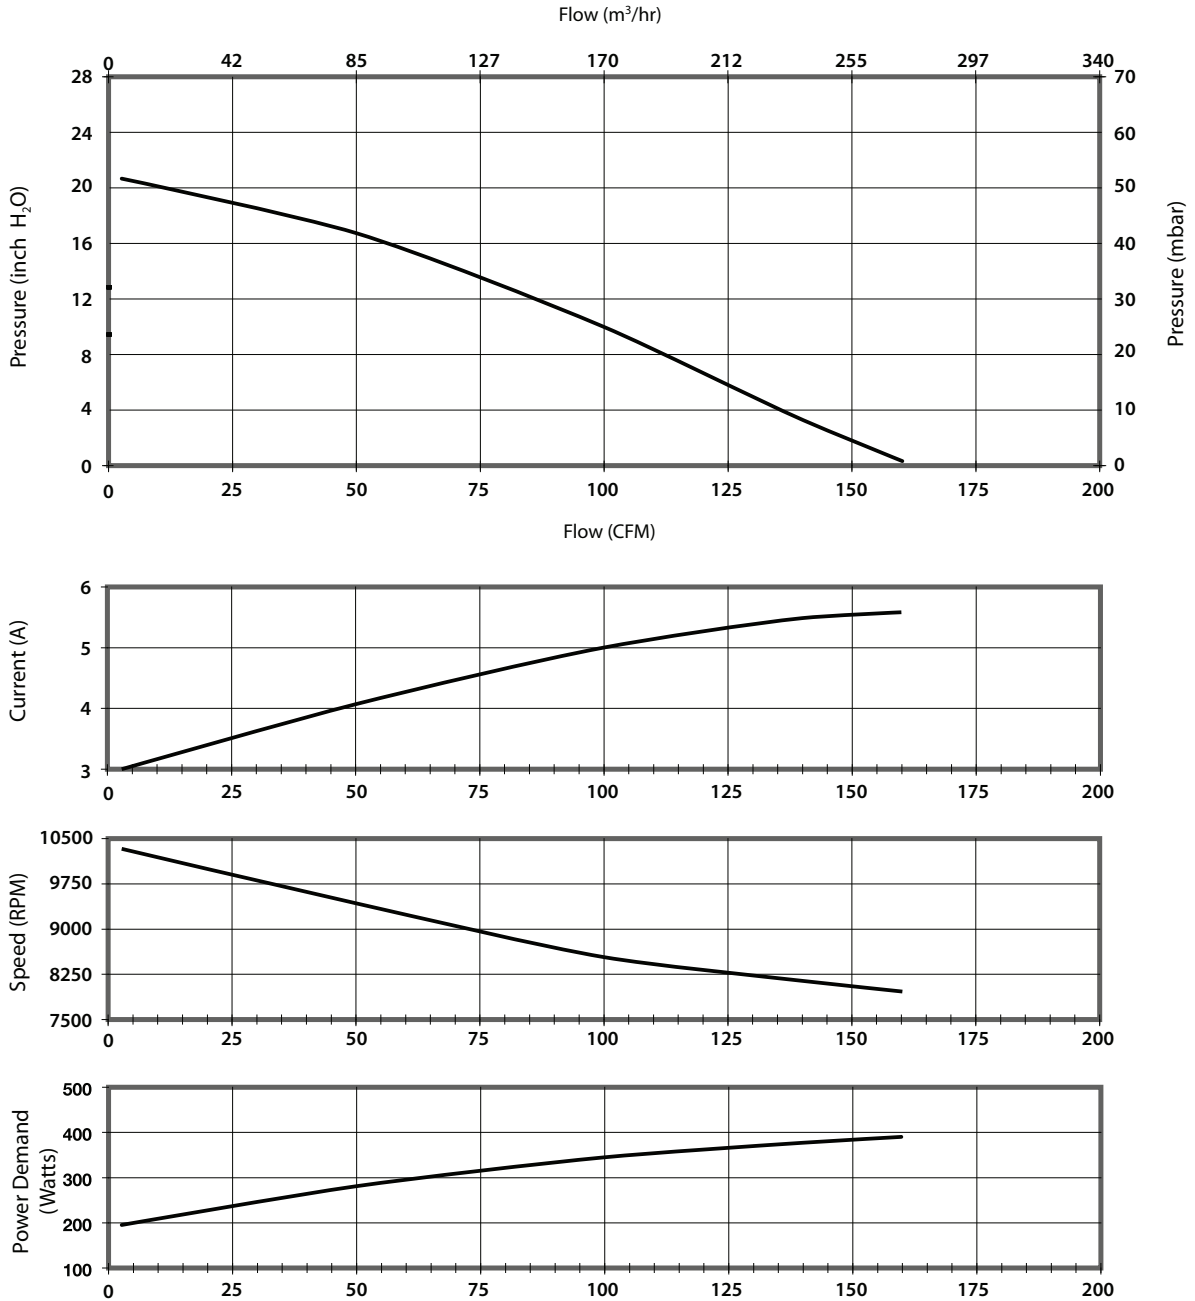 Flow (m³/hr)
0 42 85 127 170 212 255 297 340
28 70
24 60
20 50
16 40
12 30
8 20
4 10
0 0
Pressure (inch H₂O)
Pressure (mbar)
0 25 50 75 100 125 150 175 200
Flow (CFM)
6
5
4
3
Current (A)
0 25 50 75 100 125 150 175 200
10500
9750
9000
8250
7500
Speed (RPM)
0 25 50 75 100 125 150 175 200
500
400
300
200
100
Power Demand
(Watts)
0 25 50 75 100 125 150 175 200